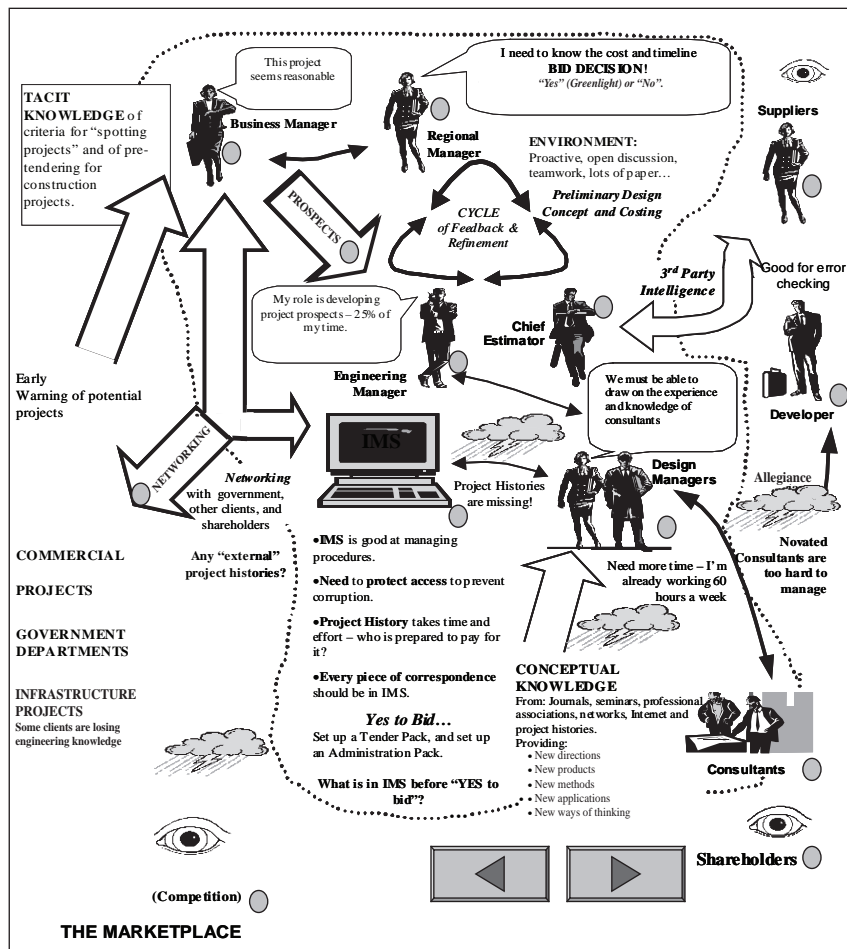 This project
seems reasonable
I need to know the cost and timeline
BID DECISION!
“Yes” (Greenlight) or “No”.
TACIT
KNOWLEDGE of
criteria for “spotting
projects” and of pre-
tendering for
construction
projects.
Business Manager
Regional
Manager
Suppliers
ENVIRONMENT:
Proactive, open discussion,
teamwork, lots of paper…
Preliminary Design
Concept and Costing
PROSPECTS
CYCLE
of Feedback &
Refinement
3rd Party
Intelligence
Good for error
checking
My role is developing
project prospects – 25% of
my time.
Chief
Estimator
Engineering
Manager
We must be able to
draw on the experience
and knowledge of
consultants
Developer
Early
Warning of potential
projects
NETWORKING
IMS
Networking
with government,
other clients, and
shareholders
Project Histories
are missing!
Design
Managers
Allegiance
Novated
Consultants are
too hard to
manage
COMMERCIAL
PROJECTS
GOVERNMENT
DEPARTMENTS
INFRASTRUCTURE
PROJECTS
Some clients are losing
engineering knowledge
Any “external”
project histories?
•IMS is good at managing
procedures.
•Need to protect access to prevent
corruption.
•Project History takes time and
effort – who is prepared to pay for
it?
•Every piece of correspondence
should be in IMS.
Yes to Bid…
Set up a Tender Pack, and set up
an Administration Pack.
What is in IMS before “YES to
bid”?
Need more time – I’m
already working 60
hours a week
CONCEPTUAL
KNOWLEDGE
From: Journals, seminars, professional
associations, networks, Internet and
project histories.
Providing:
• New directions
• New products
• New methods
• New applications
• New ways of thinking
Consultants
Shareholders
(Competition)
THE MARKETPLACE